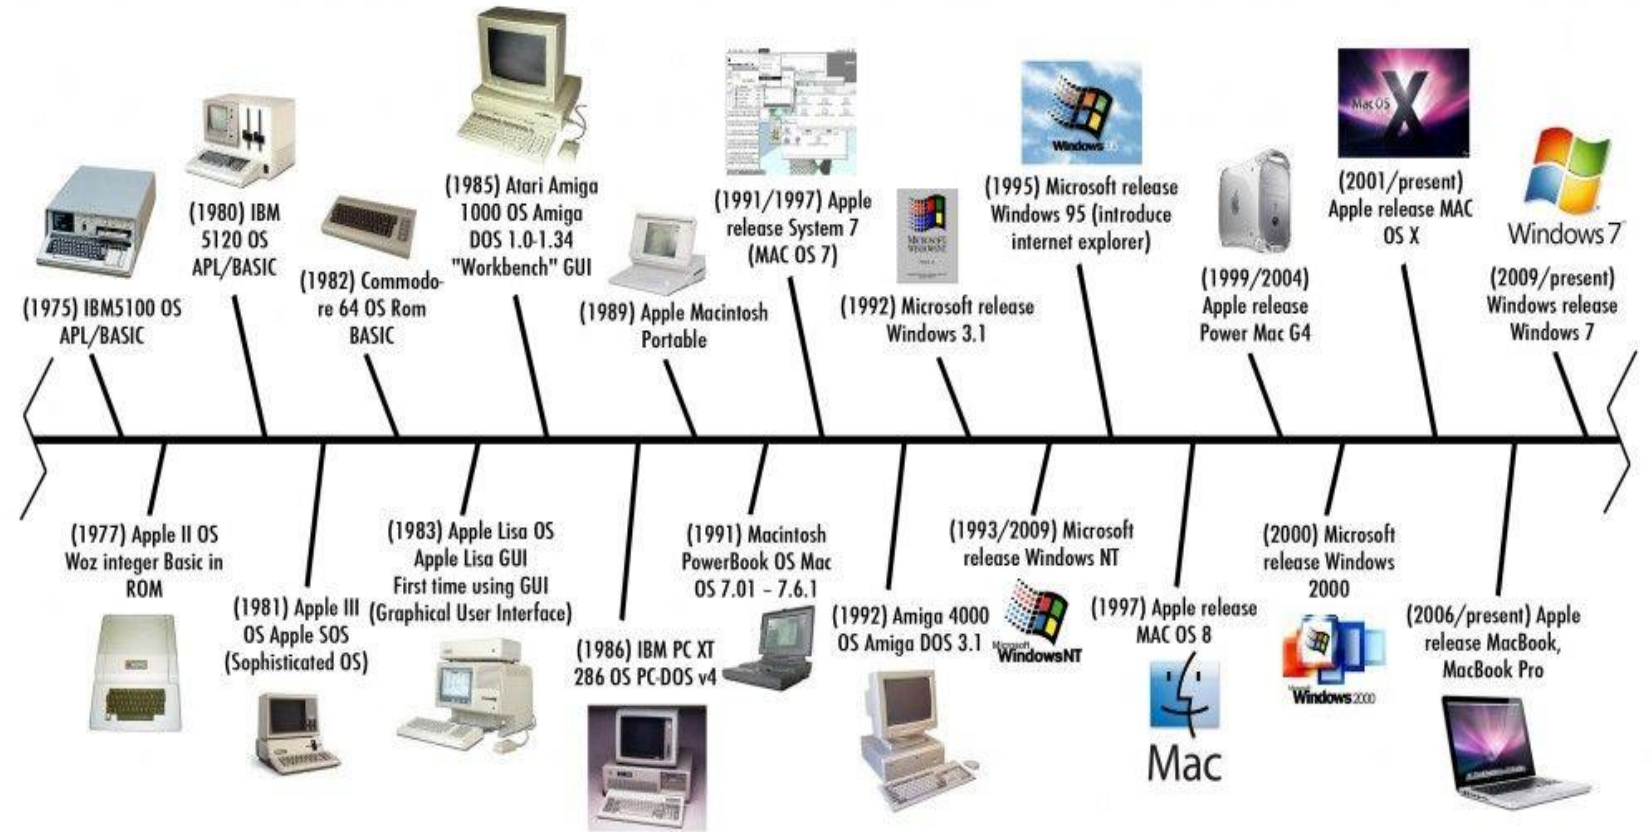 (1975) IBM5100 OS
APL/BASIC
(1980) IBM
5120 OS
APL/BASIC
(1982) Commodo-
re 64 OS Rom
BASIC
(1985) Atari Amiga
1000 OS Amiga
DOS 1.0-1.34
"Workbench" GUI
(1989) Apple Macintosh
Portable
(1991/1997) Apple
release System 7
(MAC OS 7)
MICROSOFT
WINDOWS NT
(1992) Microsoft release
Windows 3.1
Windows 95
(1995) Microsoft release
Windows 95 (introduce
internet explorer)
(1999/2004)
Apple release
Power Mac G4
Mac OS X
(2001/present)
Apple release MAC
OS X
Windows 7
(2009/present)
Windows release
Windows 7
(1977) Apple II OS
Woz integer Basic in
ROM
(1981) Apple III
OS Apple SOS
(Sophisticated OS)
(1983) Apple Lisa OS
Apple Lisa GUI
First time using GUI
(Graphical User Interface)
(1986) IBM PC XT
286 OS PC-DOS v4
(1991) Macintosh
PowerBook OS Mac
OS 7.01 – 7.6.1
(1992) Amiga 4000
OS Amiga DOS 3.1
(1993/2009) Microsoft
release Windows NT
Microsoft
WindowsNT
(1997) Apple release
MAC OS 8
Mac
(2000) Microsoft
release Windows
2000
Microsoft
Windows 2000
(2006/present) Apple
release MacBook,
MacBook Pro